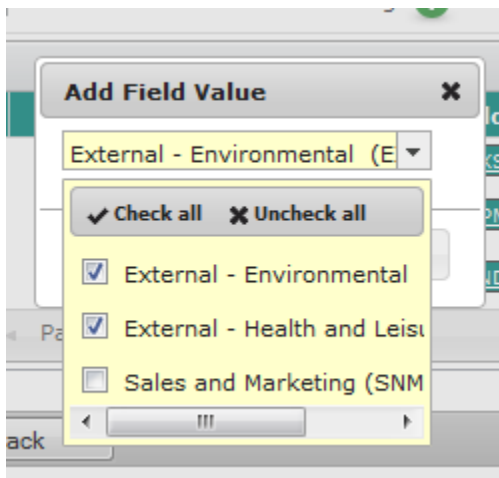 Add Field Value
External - Environmental (E
Check all Uncheck all
External - Environmental
External - Health and Leisu
Sales and Marketing (SNM
ack